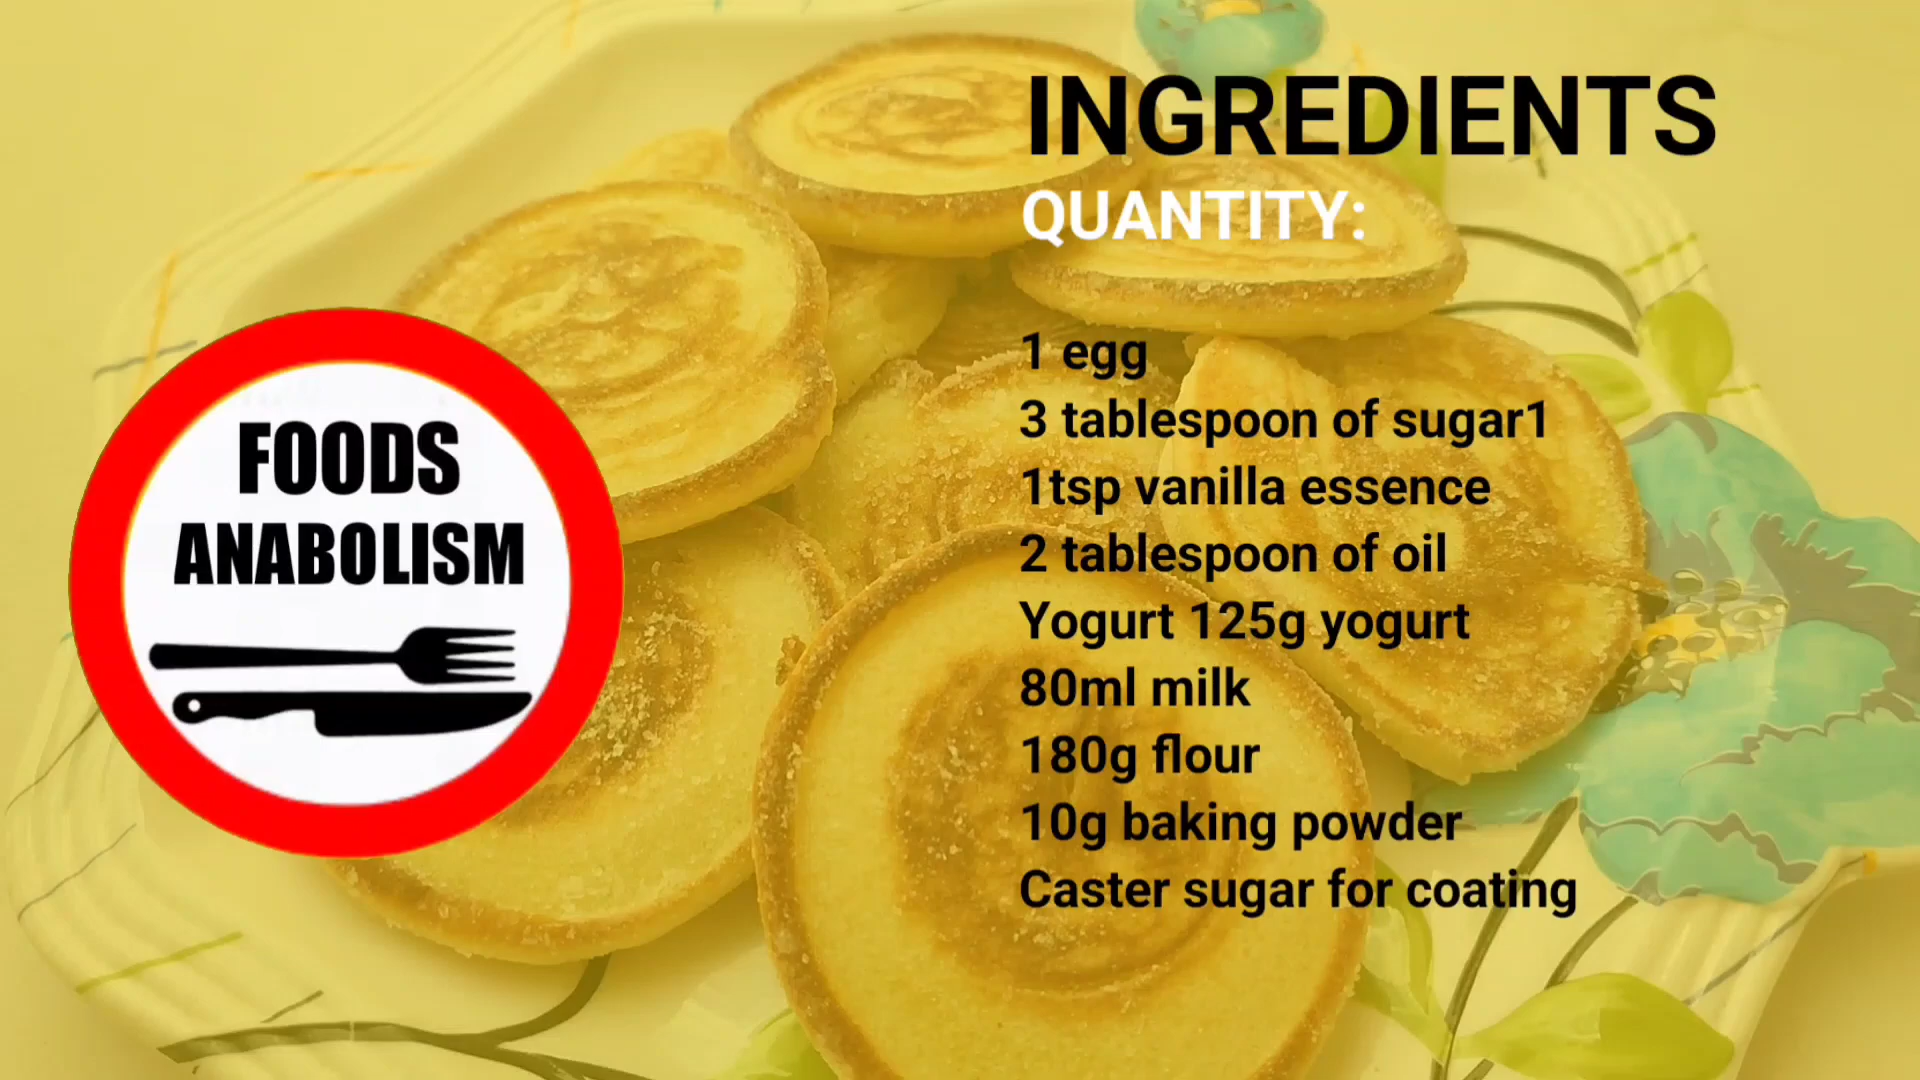 FOODS
ANABOLISM
INGREDIENTS
QUANTITY:
1 egg
3 tablespoon of sugar1
1tsp vanilla essence
2 tablespoon of oil
Yogurt 125g yogurt
80ml milk
180g flour
10g baking powder
Caster sugar for coating